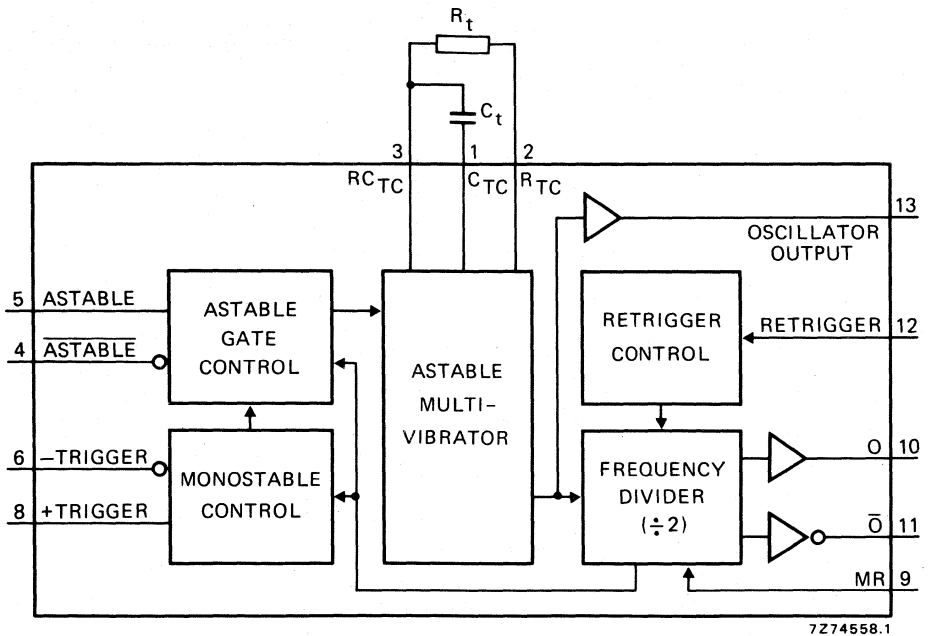 Rt
Ct
3 1 2
RCTC CTC RTC
13
OSCILLATOR
OUTPUT
5 ASTABLE
ASTABLE
GATE
CONTROL
4 A̅S̅T̅A̅B̅L̅E̅
RETRIGGER
CONTROL
RETRIGGER 12
ASTABLE
MULTI–
VIBRATOR
6 –TRIGGER
8 +TRIGGER
MONOSTABLE
CONTROL
FREQUENCY
DIVIDER
(÷2)
O 10
O̅ 11
MR 9
7Z74558.1